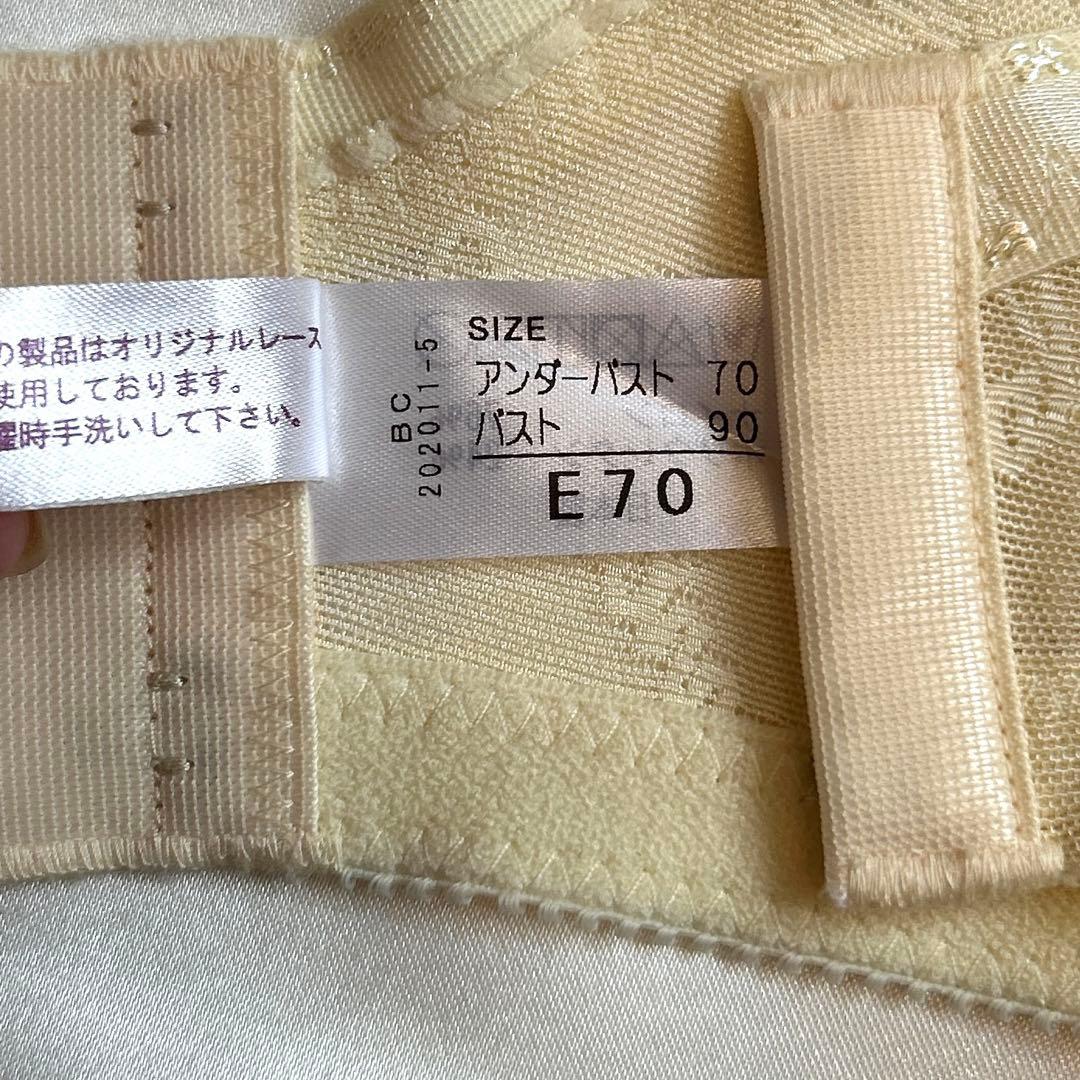 の製品はオリジナルレース
使用しております。
濯時手洗いして下さい。
BC
202011-5
SIZE
アンダーバスト 70
バスト 90
E70